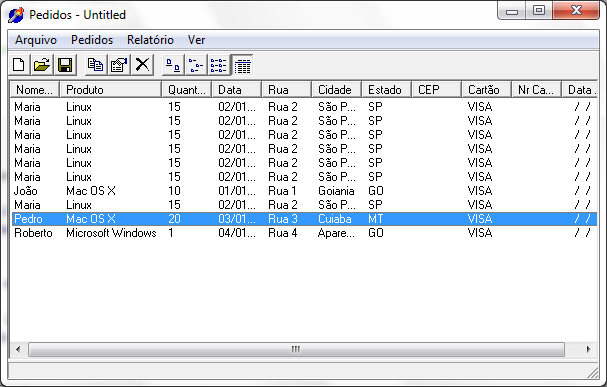 Pedidos - Untitled
Arquivo Pedidos Relatório Ver
Nome... Produto Quant... Data Rua Cidade Estado CEP Cartão Nr Ca... Data .
Maria Linux 15 02/01... Rua 2 São P... SP VISA / /
Maria Linux 15 02/01... Rua 2 São P... SP VISA / /
Maria Linux 15 02/01... Rua 2 São P... SP VISA / /
Maria Linux 15 02/01... Rua 2 São P... SP VISA / /
Maria Linux 15 02/01... Rua 2 São P... SP VISA / /
Maria Linux 15 02/01... Rua 2 São P... SP VISA / /
João Mac OS X 10 01/01... Rua 1 Goiania GO VISA / /
Maria Linux 15 02/01... Rua 2 São P... SP VISA / /
Pedro Mac OS X 20 03/01... Rua 3 Cuiaba MT VISA / /
Roberto Microsoft Windows 1 04/01... Rua 4 Apare... GO VISA / /